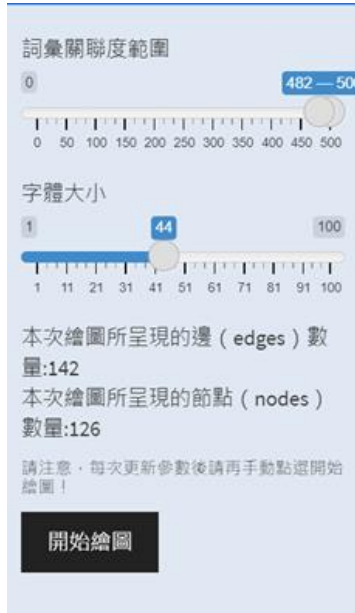 詞彙關聯度範圍
0 482 — 50
0 50 100 150 200 250 300 350 400 450 500
字體大小
1 44 100
1 11 21 31 41 51 61 71 81 91 100
本次繪圖所呈現的邊（edges）數
量:142
本次繪圖所呈現的節點（nodes）
數量:126
請注意，每次更新參數後請再手動點選開始
繪圖！
開始繪圖